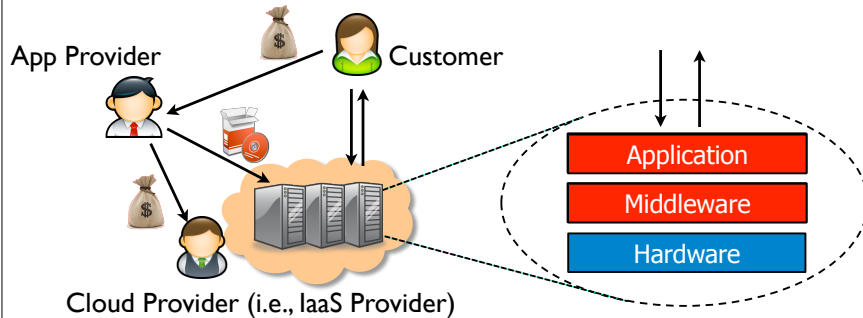 App Provider
$
Customer
$
Cloud Provider (i.e., IaaS Provider)
Application
Middleware
Hardware